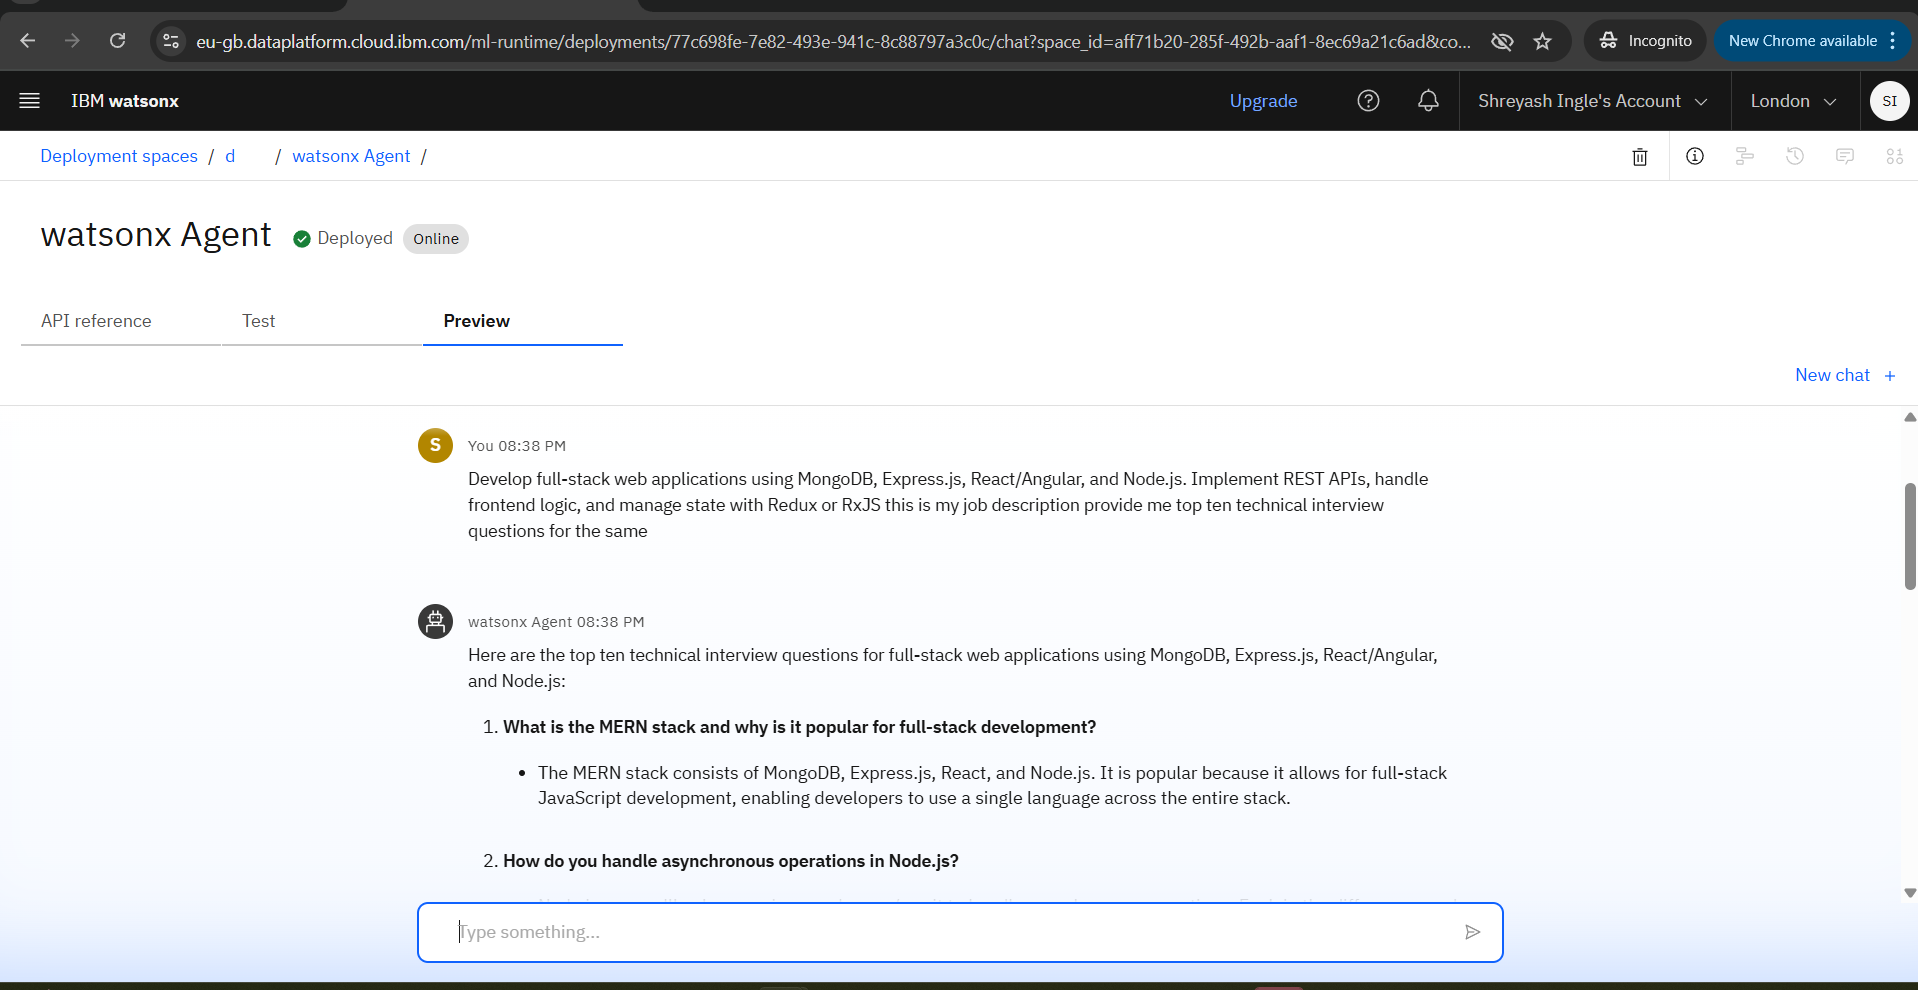 eu-gb.dataplatform.cloud.ibm.com/ml-runtime/deployments/77c698fe-7e82-493e-941c-8c88797a3c0c/chat?space_id=aff71b20-285f-492b-aaf1-8ec69a21c6ad&co...
Incognito
New Chrome available
IBM watsonx
Upgrade
Shreyash Ingle's Account
London
SI
Deployment spaces / d / watsonx Agent /
watsonx Agent
Deployed
Online
API reference
Test
Preview
New chat +
S
You 08:38 PM
Develop full-stack web applications using MongoDB, Express.js, React/Angular, and Node.js. Implement REST APIs, handle
frontend logic, and manage state with Redux or RxJS this is my job description provide me top ten technical interview
questions for the same
watsonx Agent 08:38 PM
Here are the top ten technical interview questions for full-stack web applications using MongoDB, Express.js, React/Angular,
and Node.js:
1. What is the MERN stack and why is it popular for full-stack development?
• The MERN stack consists of MongoDB, Express.js, React, and Node.js. It is popular because it allows for full-stack
JavaScript development, enabling developers to use a single language across the entire stack.
2. How do you handle asynchronous operations in Node.js?
Type something...